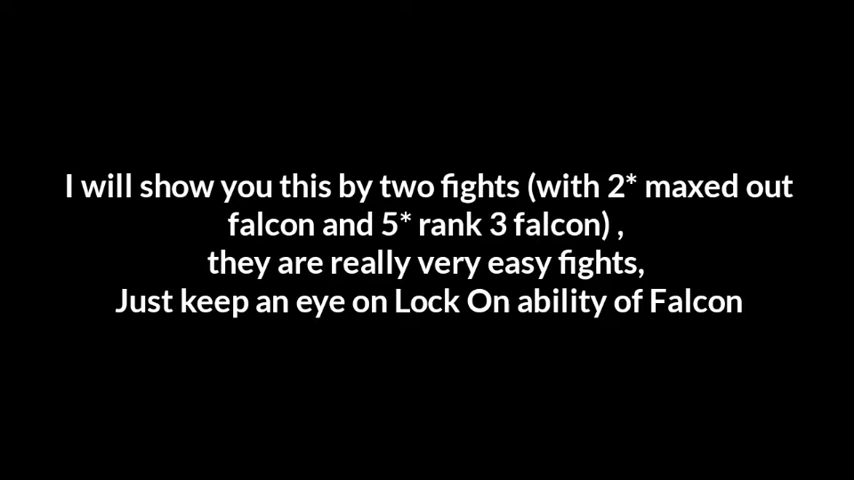 I will show you this by two fights (with 2* maxed out
falcon and 5* rank 3 falcon) ,
they are really very easy fights,
Just keep an eye on Lock On ability of Falcon